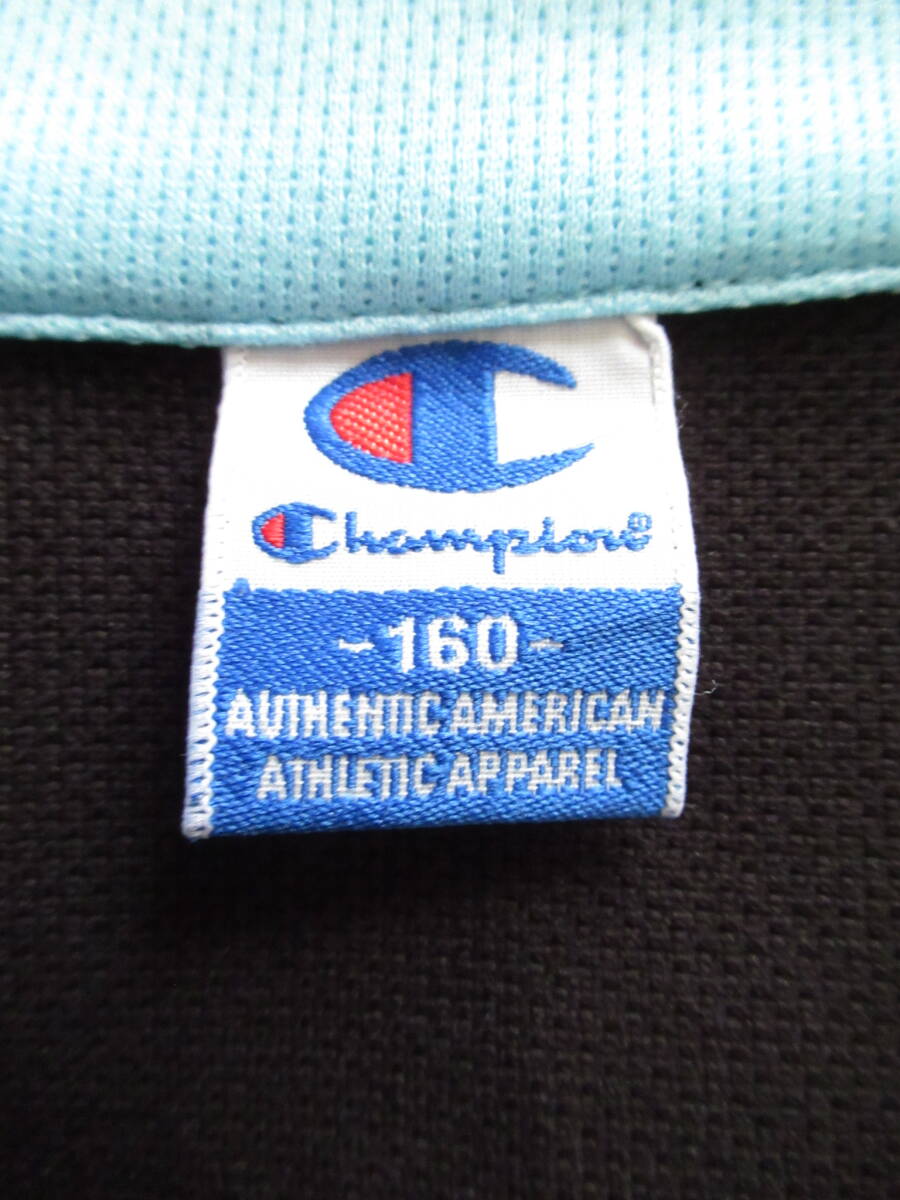 Champion®
-160-
AUTHENTIC AMERICAN
ATHLETIC APPAREL